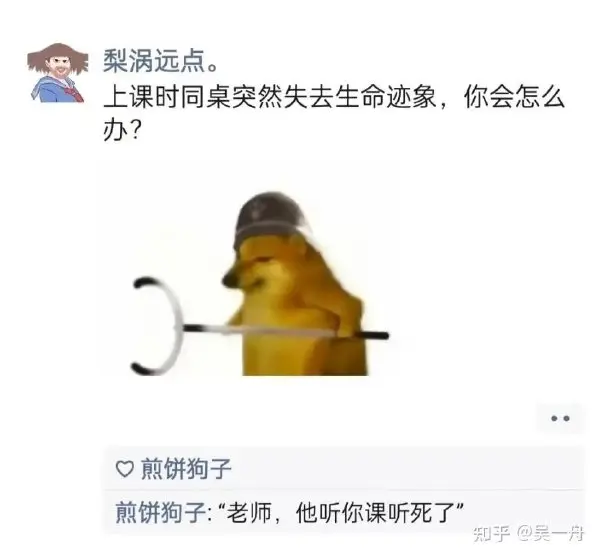 梨涡远点。
上课时同桌突然失去生命迹象，你会怎么
办？
煎饼狗子
煎饼狗子: “老师，他听你课听死了”
知乎 @吴一舟